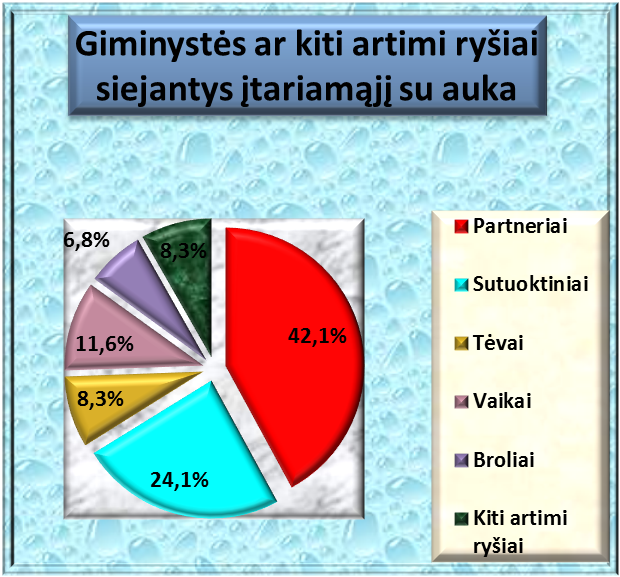 Giminystės ar kiti artimi ryšiai
siejantys įtariamąjį su auka
6,8%
8,3%
42,1%
11,6%
8,3%
24,1%
Partneriai
Sutuoktiniai
Tėvai
Vaikai
Broliai
Kiti artimi
ryšiai